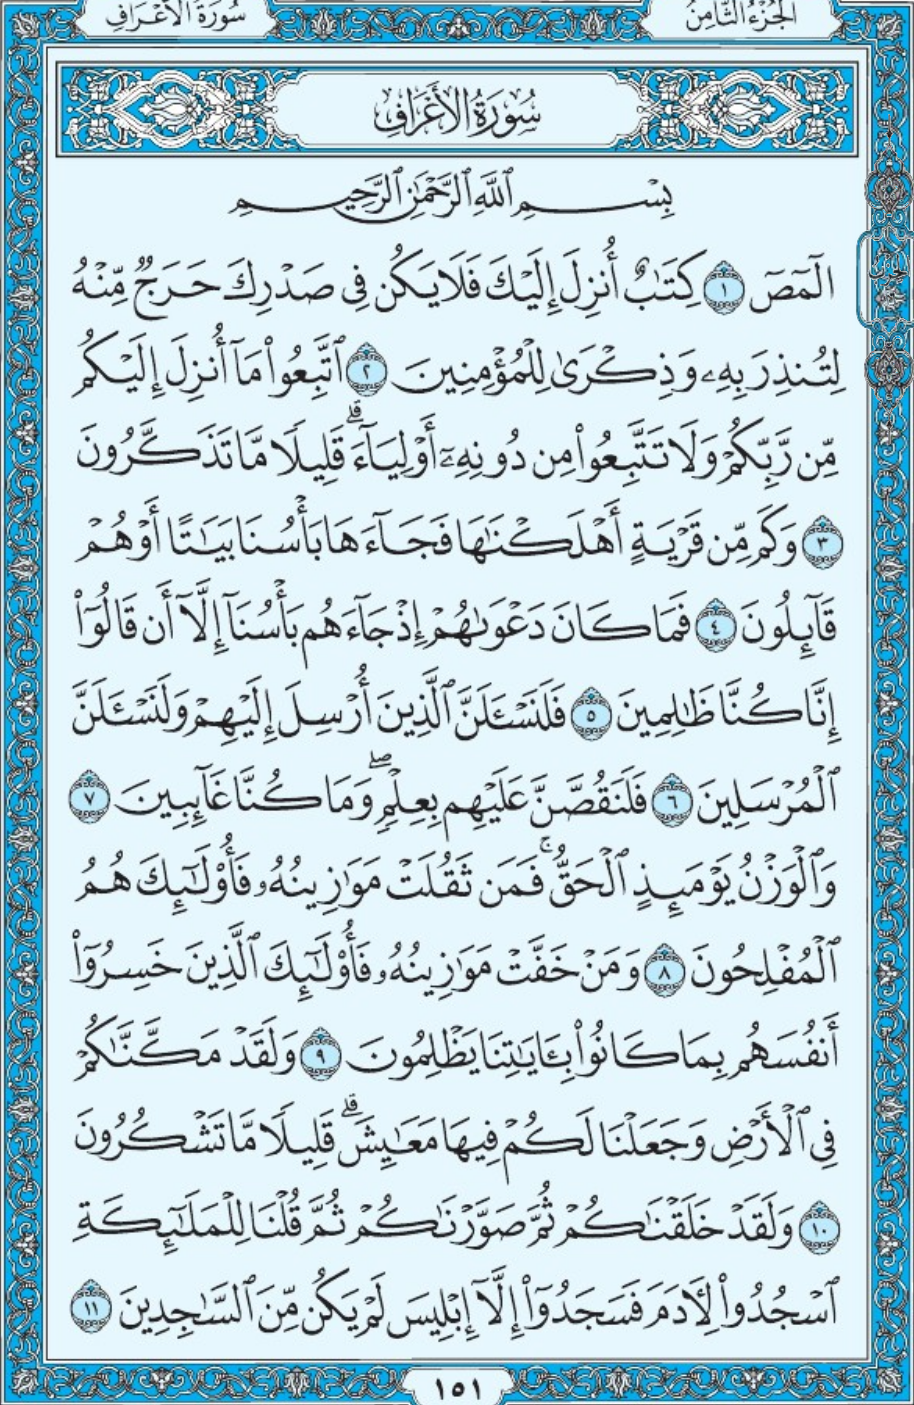 سُورَةُ الأَعْرَافِ
الجُزْءُ الثَّامِنُ
سُورَةُ الأَعْرَافِ
بِسْمِ ٱللَّهِ ٱلرَّحْمَٰنِ ٱلرَّحِيمِ
الٓمٓصٓ ١ كِتَٰبٌ أُنزِلَ إِلَيْكَ فَلَا يَكُن فِى صَدْرِكَ حَرَجٌ مِّنْهُ
لِتُنذِرَ بِهِۦ وَذِكْرَىٰ لِلْمُؤْمِنِينَ ٢ ٱتَّبِعُوا۟ مَآ أُنزِلَ إِلَيْكُم
مِّن رَّبِّكُمْ وَلَا تَتَّبِعُوا۟ مِن دُونِهِۦٓ أَوْلِيَآءَ ۗ قَلِيلًا مَّا تَذَكَّرُونَ
٣ وَكَم مِّن قَرْيَةٍ أَهْلَكْنَٰهَا فَجَآءَهَا بَأْسُنَا بَيَٰتًا أَوْ هُمْ
قَآئِلُونَ ٤ فَمَا كَانَ دَعْوَىٰهُمْ إِذْ جَآءَهُم بَأْسُنَآ إِلَّآ أَن قَالُوٓا۟
إِنَّا كُنَّا ظَٰلِمِينَ ٥ فَلَنَسْـَٔلَنَّ ٱلَّذِينَ أُرْسِلَ إِلَيْهِمْ وَلَنَسْـَٔلَنَّ
ٱلْمُرْسَلِينَ ٦ فَلَنَقُصَّنَّ عَلَيْهِم بِعِلْمٍ ۖ وَمَا كُنَّا غَآئِبِينَ ٧
وَٱلْوَزْنُ يَوْمَئِذٍ ٱلْحَقُّ ۚ فَمَن ثَقُلَتْ مَوَٰزِينُهُۥ فَأُو۟لَٰٓئِكَ هُمُ
ٱلْمُفْلِحُونَ ٨ وَمَنْ خَفَّتْ مَوَٰزِينُهُۥ فَأُو۟لَٰٓئِكَ ٱلَّذِينَ خَسِرُوٓا۟
أَنفُسَهُم بِمَا كَانُوا۟ بِـَٔايَٰتِنَا يَظْلِمُونَ ٩ وَلَقَدْ مَكَّنَّٰكُمْ
فِى ٱلْأَرْضِ وَجَعَلْنَا لَكُمْ فِيهَا مَعَٰيِشَ ۗ قَلِيلًا مَّا تَشْكُرُونَ
١٠ وَلَقَدْ خَلَقْنَٰكُمْ ثُمَّ صَوَّرْنَٰكُمْ ثُمَّ قُلْنَا لِلْمَلَٰٓئِكَةِ
ٱسْجُدُوا۟ لِءَادَمَ فَسَجَدُوٓا۟ إِلَّآ إِبْلِيسَ لَمْ يَكُن مِّنَ ٱلسَّٰجِدِينَ ١١
١٥١